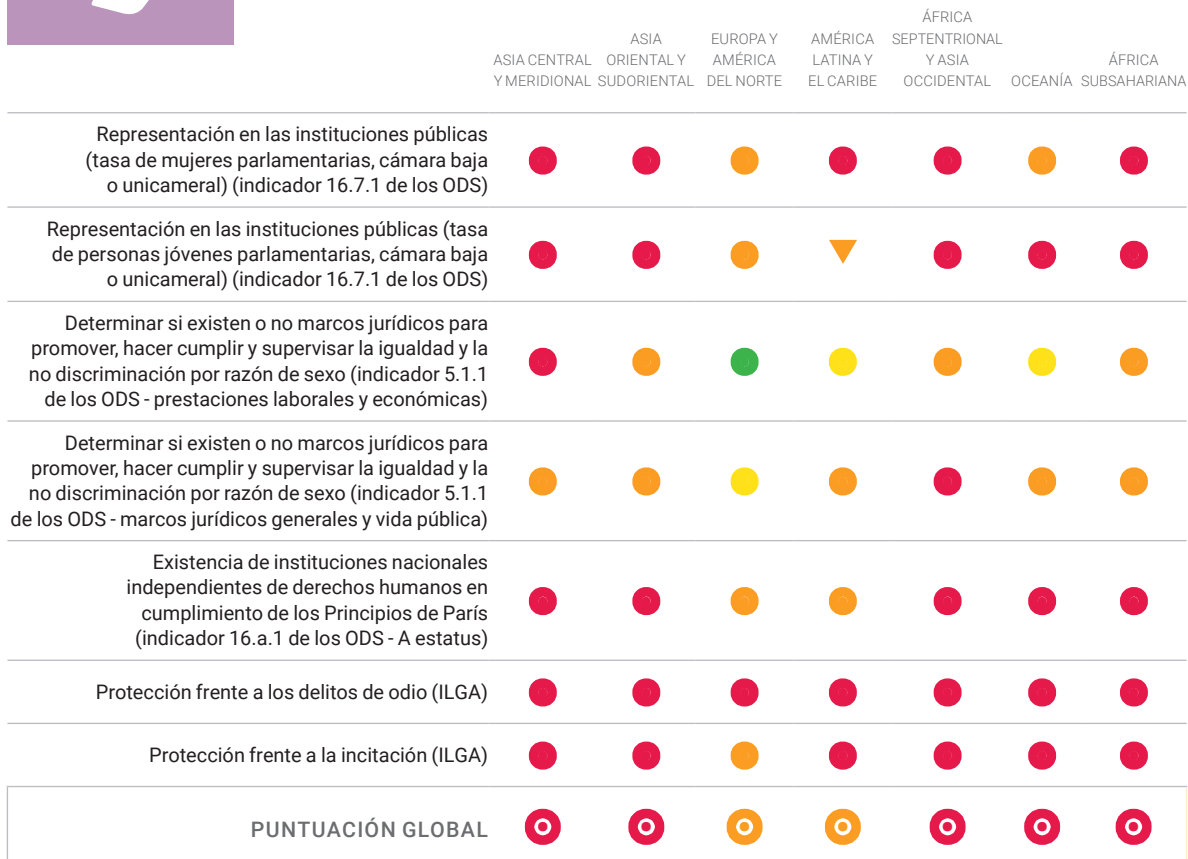 ASIA CENTRAL
Y MERIDIONAL
ASIA
ORIENTAL Y
SUDORIENTAL
EUROPA Y
AMÉRICA
DEL NORTE
AMÉRICA
LATINA Y
EL CARIBE
ÁFRICA
SEPTENTRIONAL
Y ASIA
OCCIDENTAL
OCEANÍA
ÁFRICA
SUBSAHARIANA
Representación en las instituciones públicas
(tasa de mujeres parlamentarias, cámara baja
o unicameral) (indicador 16.7.1 de los ODS)
Representación en las instituciones públicas (tasa
de personas jóvenes parlamentarias, cámara baja
o unicameral) (indicador 16.7.1 de los ODS)
Determinar si existen o no marcos jurídicos para
promover, hacer cumplir y supervisar la igualdad y la
no discriminación por razón de sexo (indicador 5.1.1
de los ODS - prestaciones laborales y económicas)
Determinar si existen o no marcos jurídicos para
promover, hacer cumplir y supervisar la igualdad y la
no discriminación por razón de sexo (indicador 5.1.1
de los ODS - marcos jurídicos generales y vida pública)
Existencia de instituciones nacionales
independientes de derechos humanos en
cumplimiento de los Principios de París
(indicador 16.a.1 de los ODS - A estatus)
Protección frente a los delitos de odio (ILGA)
Protección frente a la incitación (ILGA)
PUNTUACIÓN GLOBAL